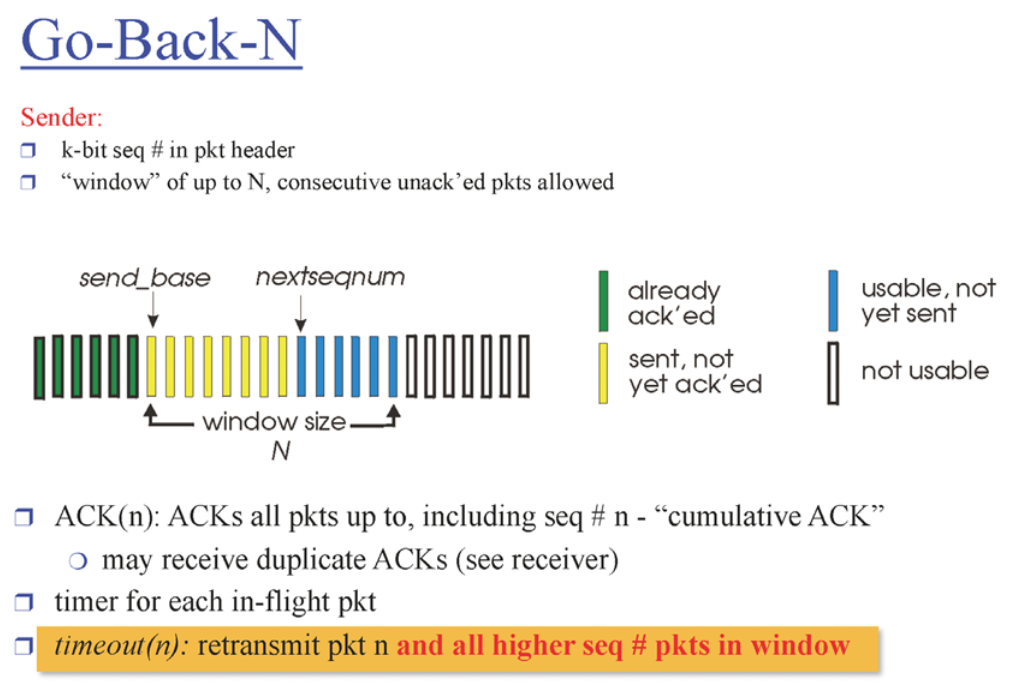 Go-Back-N
Sender:
k-bit seq # in pkt header
“window” of up to N, consecutive unack’ed pkts allowed
send_base nextseqnum
already
ack’ed
usable, not
yet sent
sent, not
yet ack’ed
not usable
window size
N
ACK(n): ACKs all pkts up to, including seq # n - “cumulative ACK”
may receive duplicate ACKs (see receiver)
timer for each in-flight pkt
timeout(n): retransmit pkt n and all higher seq # pkts in window